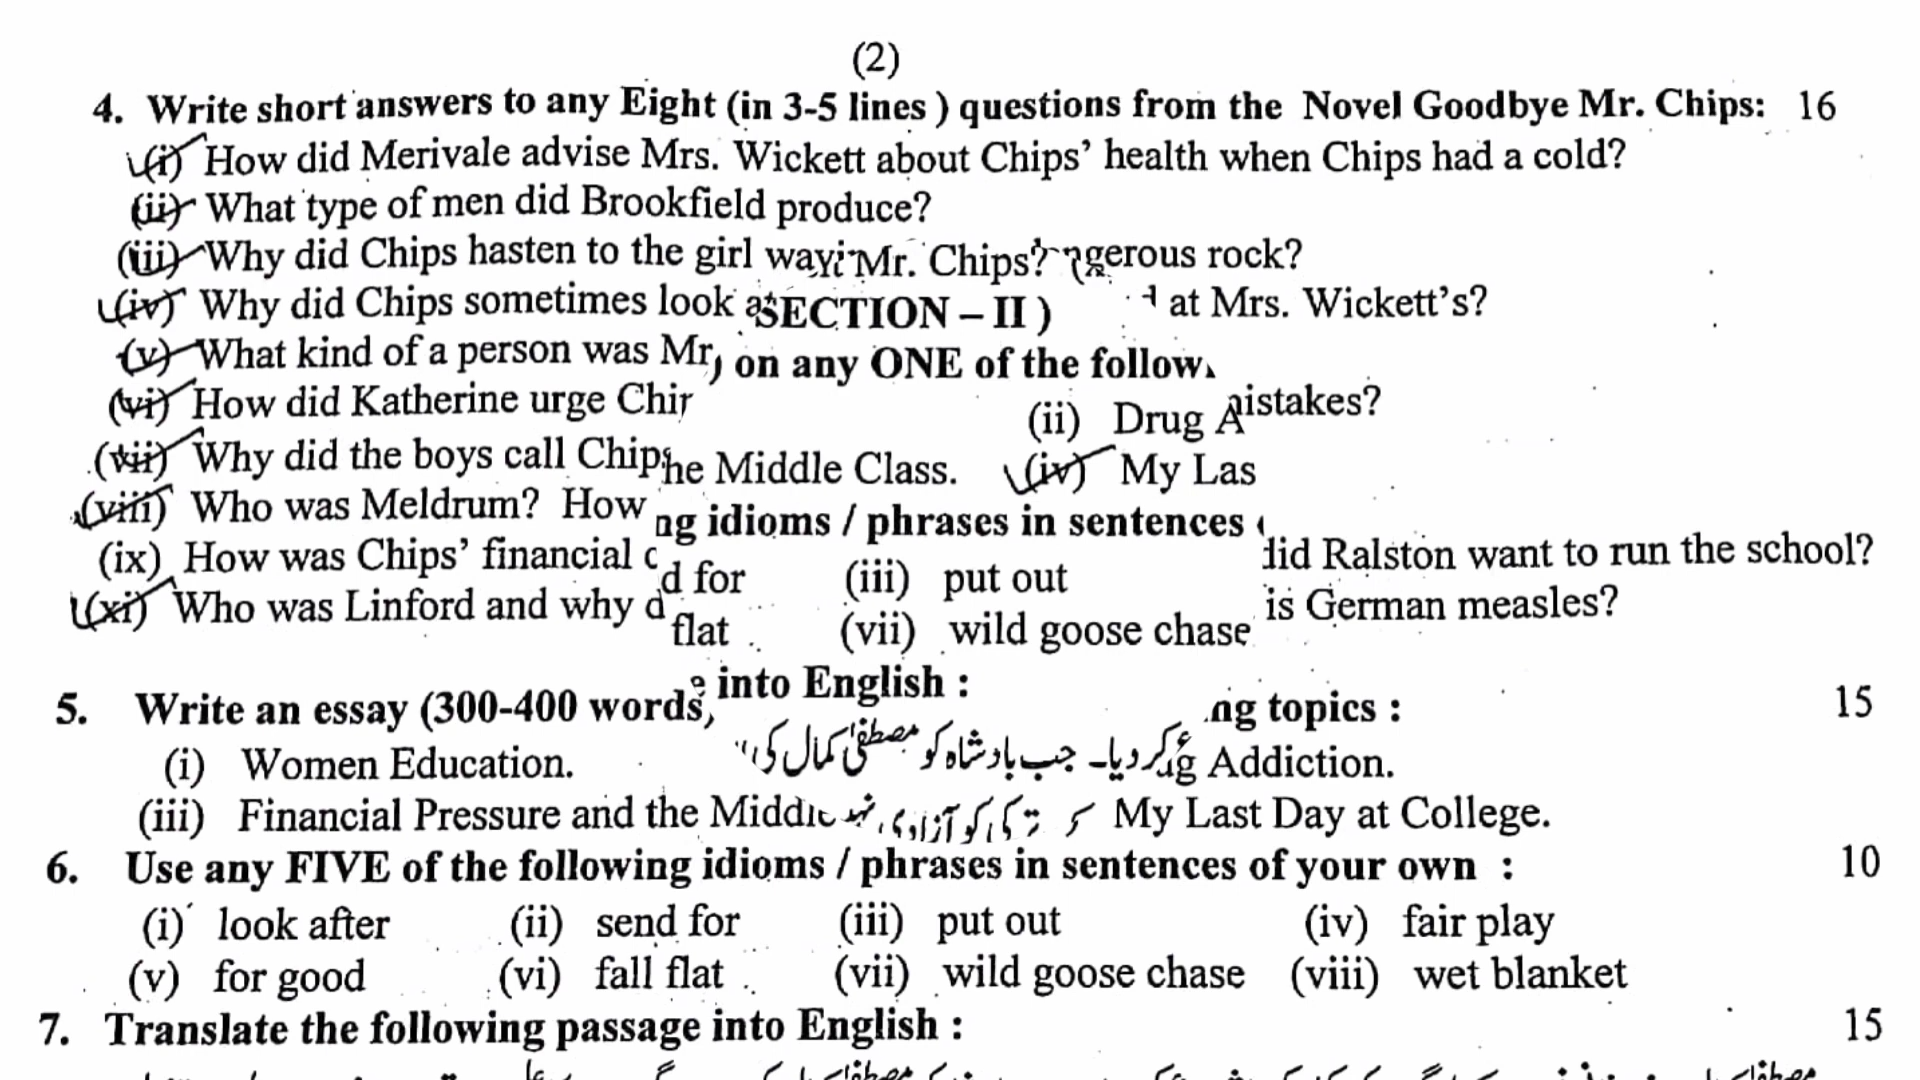 (2)
4. Write short answers to any Eight (in 3-5 lines ) questions from the Novel Goodbye Mr. Chips: 16
(i) How did Merivale advise Mrs. Wickett about Chips' health when Chips had a cold?
(ii) What type of men did Brookfield produce?
(iii) Why did Chips hasten to the girl Mr. Chips? gerous rock?
(iv) Why did Chips sometimes look SECTION – II ) at Mrs. Wickett's?
(v) What kind of a person was Mr, on any ONE of the follow
(vi) How did Katherine urge istakes?
(ii) Drug A
(vii) Why did the boys call Chips he Middle Class. (iv) My Las
(viii) Who was Meldrum? How ng idioms / phrases in sentences
(ix) How was Chips' financial d for (iii) put out did Ralston want to run the school?
(xi) Who was Linford and why d flat (vii) wild goose chase is German measles?
into English :
5. Write an essay (300-400 words, ng topics : 15
کر دیا۔ جب بادشاہ کو مصطفیٰ کمال کی
(i) Women Education. g Addiction.
(iii) Financial Pressure and the Middl My Last Day at College.
6. Use any FIVE of the following idioms / phrases in sentences of your own : 10
(i) look after (ii) send for (iii) put out (iv) fair play
(v) for good (vi) fall flat (vii) wild goose chase (viii) wet blanket
7. Translate the following passage into English : 15